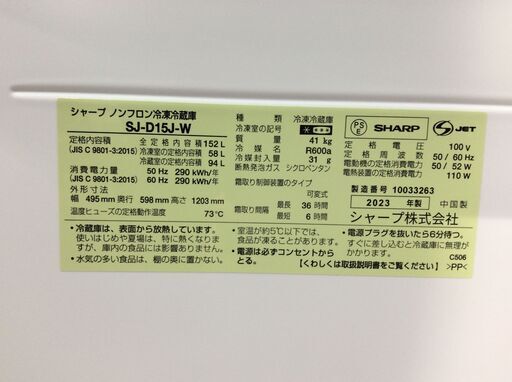 シャープ ノンフロン冷凍冷蔵庫
SJ-D15J-W
定格内容積
(JIS C 9801-3:2015)
全定格内容積 152 L
冷凍室の定格内容積 58 L
冷蔵室の定格内容積 94 L
消費電力量
(JIS C 9801-3:2015)
50 Hz 290 kWh/年
60 Hz 290 kWh/年
外形寸法
幅 495 mm 奥行 598 mm 高さ 1203 mm
温度ヒューズの定格動作温度 73℃
種類 冷凍冷蔵庫
冷凍室の記号
質量 41 kg
冷媒 R600a
冷媒封入量 31 g
断熱発泡ガス シクロペンタン
霜取り制御装置のタイプ
可変式
霜取り間隔 最長 36 時間
最短 6 時間
PS
E
SHARP
S JET
定格電圧 100 V
定格周波数 50 / 60 Hz
電動機の定格消費電力 50 / 52 W
電熱装置の定格消費電力 110 W
製造番号 10033263
2023 年製 中国製
シャープ株式会社
・冷蔵庫は、表面から放熱しています。
使いはじめや夏場は、特に熱くなりますが、庫内の食品には影響ありません。
・水気の多い食品は、棚の奥に置かない。
・室温が約5℃以下では、
食品が凍ることがあります。
・電源は必ずコンセントからとる。
・電源プラグを抜いたら6分待つ。
すぐに差し込むと冷蔵庫に無理がかかります。
【くわしくは取扱説明書をご覧ください】
C506
>PP<